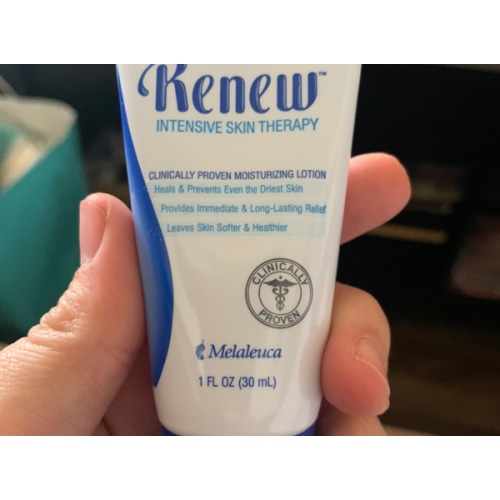 Renew™
INTENSIVE SKIN THERAPY
CLINICALLY PROVEN MOISTURIZING LOTION
Heals & Prevents Even the Driest Skin
Provides Immediate & Long-Lasting Relief
Leaves Skin Softer & Healthier
CLINICALLY
PROVEN
Melaleuca
1 FL OZ (30 mL)